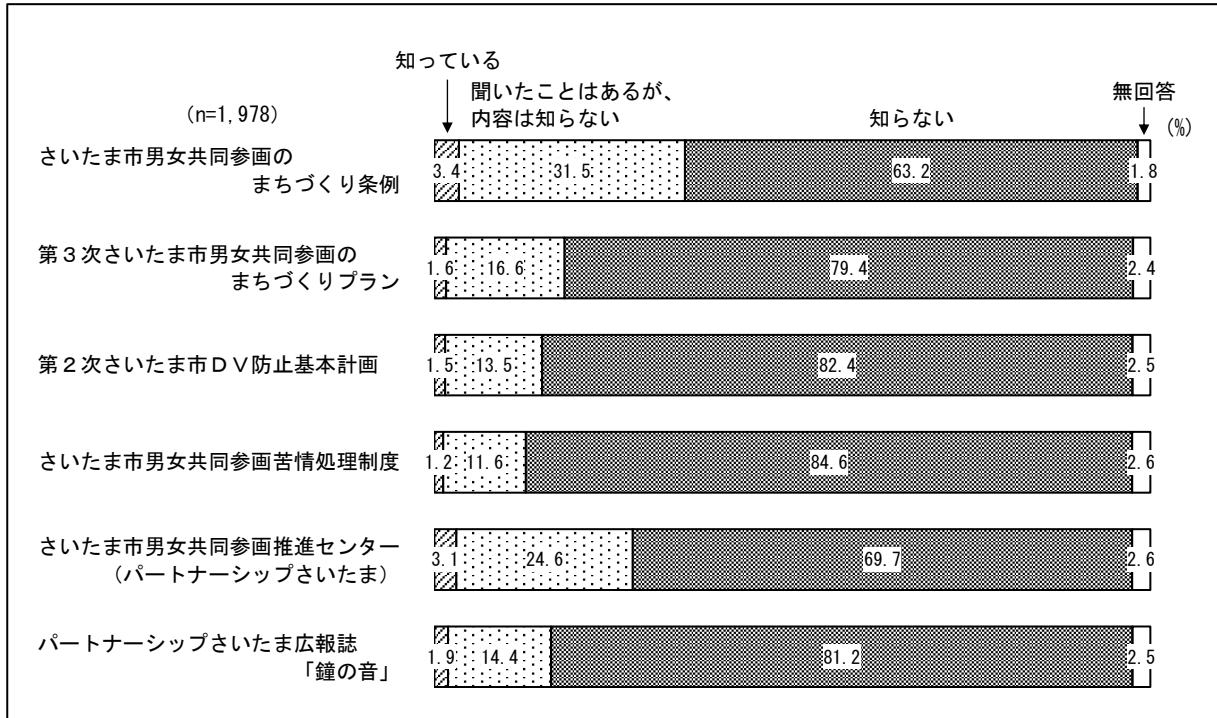 知っている
聞いたことはあるが、
内容は知らない
知らない
無回答
(n=1,978)
(%)
さいたま市男女共同参画の
まちづくり条例
3.4 31.5 63.2 1.8
第3次さいたま市男女共同参画の
まちづくりプラン
1.6 16.6 79.4 2.4
第2次さいたま市DV防止基本計画
1.5 13.5 82.4 2.5
さいたま市男女共同参画苦情処理制度
1.2 11.6 84.6 2.6
さいたま市男女共同参画推進センター
(パートナーシップさいたま)
3.1 24.6 69.7 2.6
パートナーシップさいたま広報誌
「鐘の音」
1.9 14.4 81.2 2.5